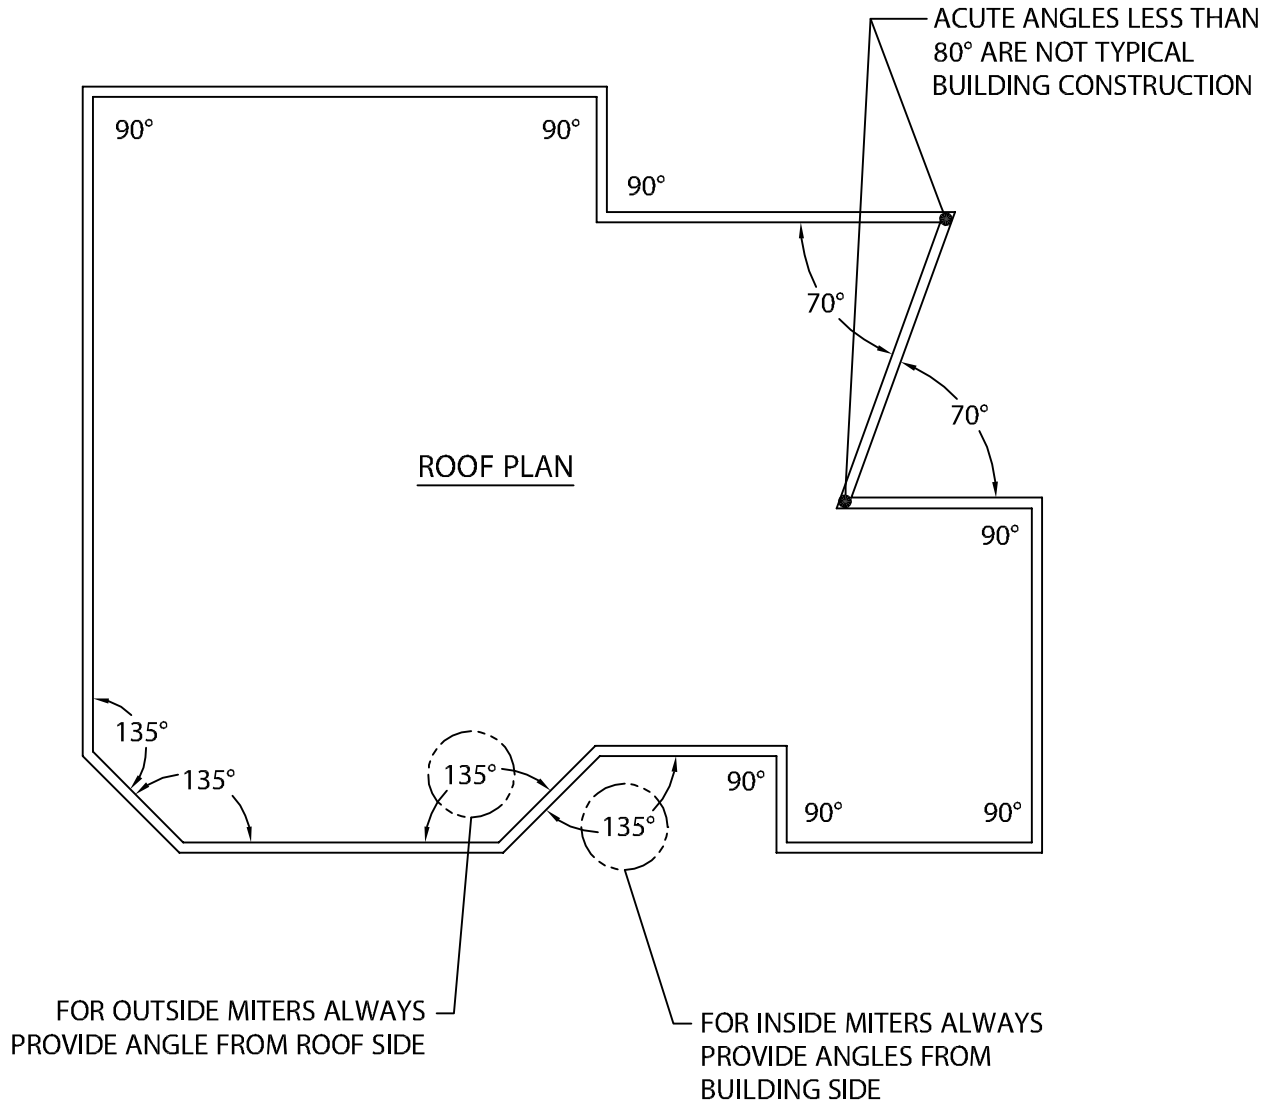 ACUTE ANGLES LESS THAN
80° ARE NOT TYPICAL
BUILDING CONSTRUCTION
90°
90°
90°
70°
70°
ROOF PLAN
90°
135°
135°
135°
135°
90°
90°
90°
FOR OUTSIDE MITERS ALWAYS
PROVIDE ANGLE FROM ROOF SIDE
FOR INSIDE MITERS ALWAYS
PROVIDE ANGLES FROM
BUILDING SIDE